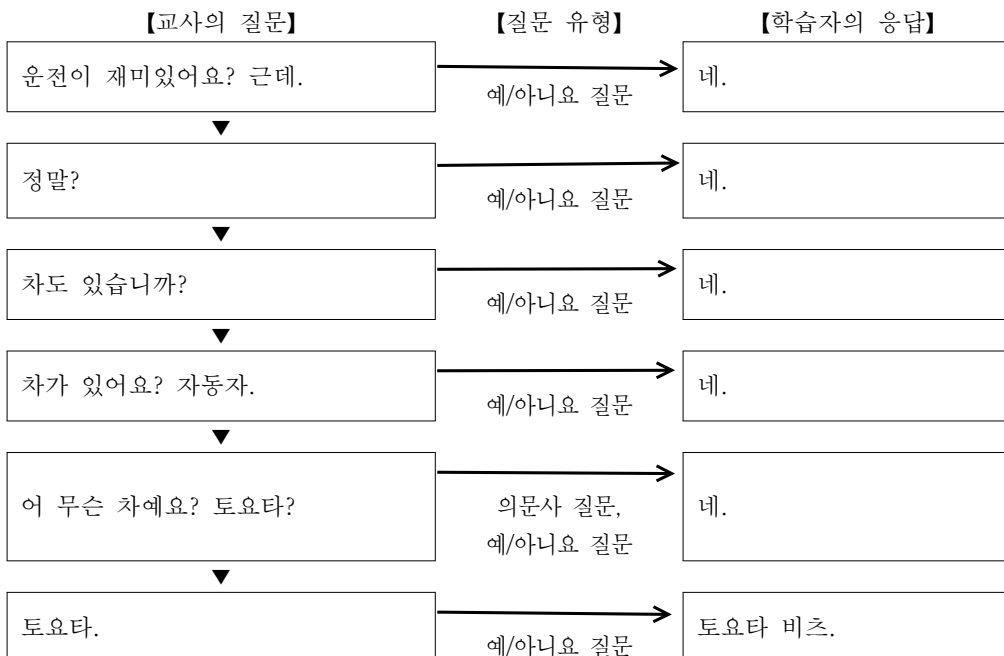 【교사의 질문】 【질문 유형】 【학습자의 응답】
운전이 재미있어요? 근데.
예/아니요 질문
네.
▼
정말?
예/아니요 질문
네.
▼
차도 있습니까?
예/아니요 질문
네.
▼
차가 있어요? 자동자.
예/아니요 질문
네.
▼
어 무슨 차예요? 토요타?
의문사 질문,
예/아니요 질문
네.
▼
토요타.
예/아니요 질문
토요타 비츠.